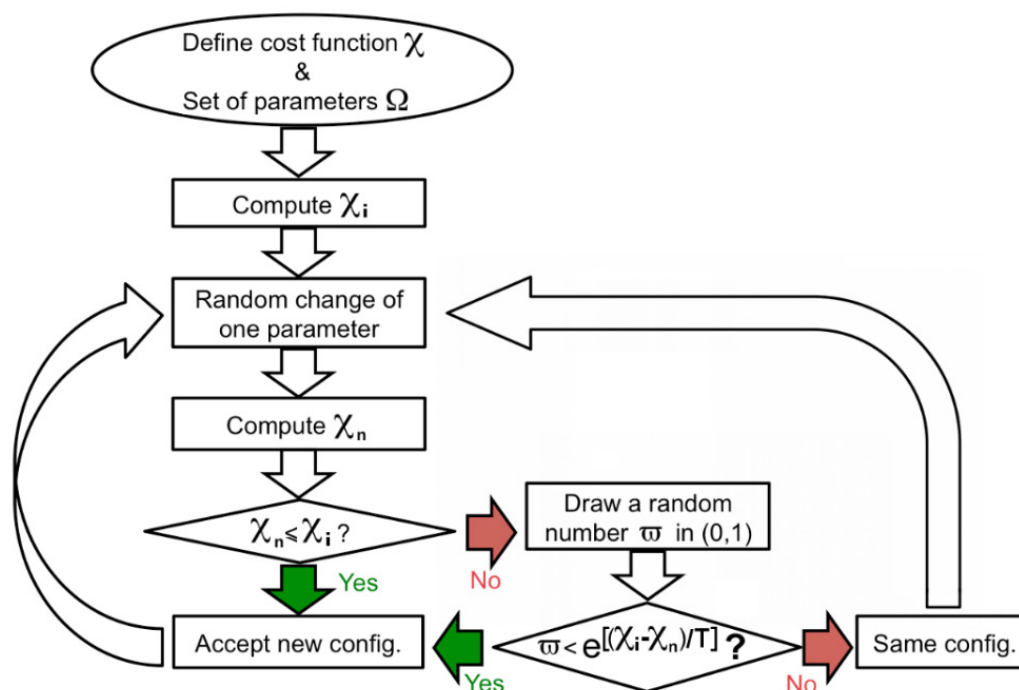 Define cost function χ
&
Set of parameters Ω
Compute χi
Random change of
one parameter
Compute χn
χn≤χi ?
No
Draw a random
number ϖ in (0,1)
Yes
Accept new config.
Yes
ϖ < e[(χi-χn)/T] ?
No
Same config.